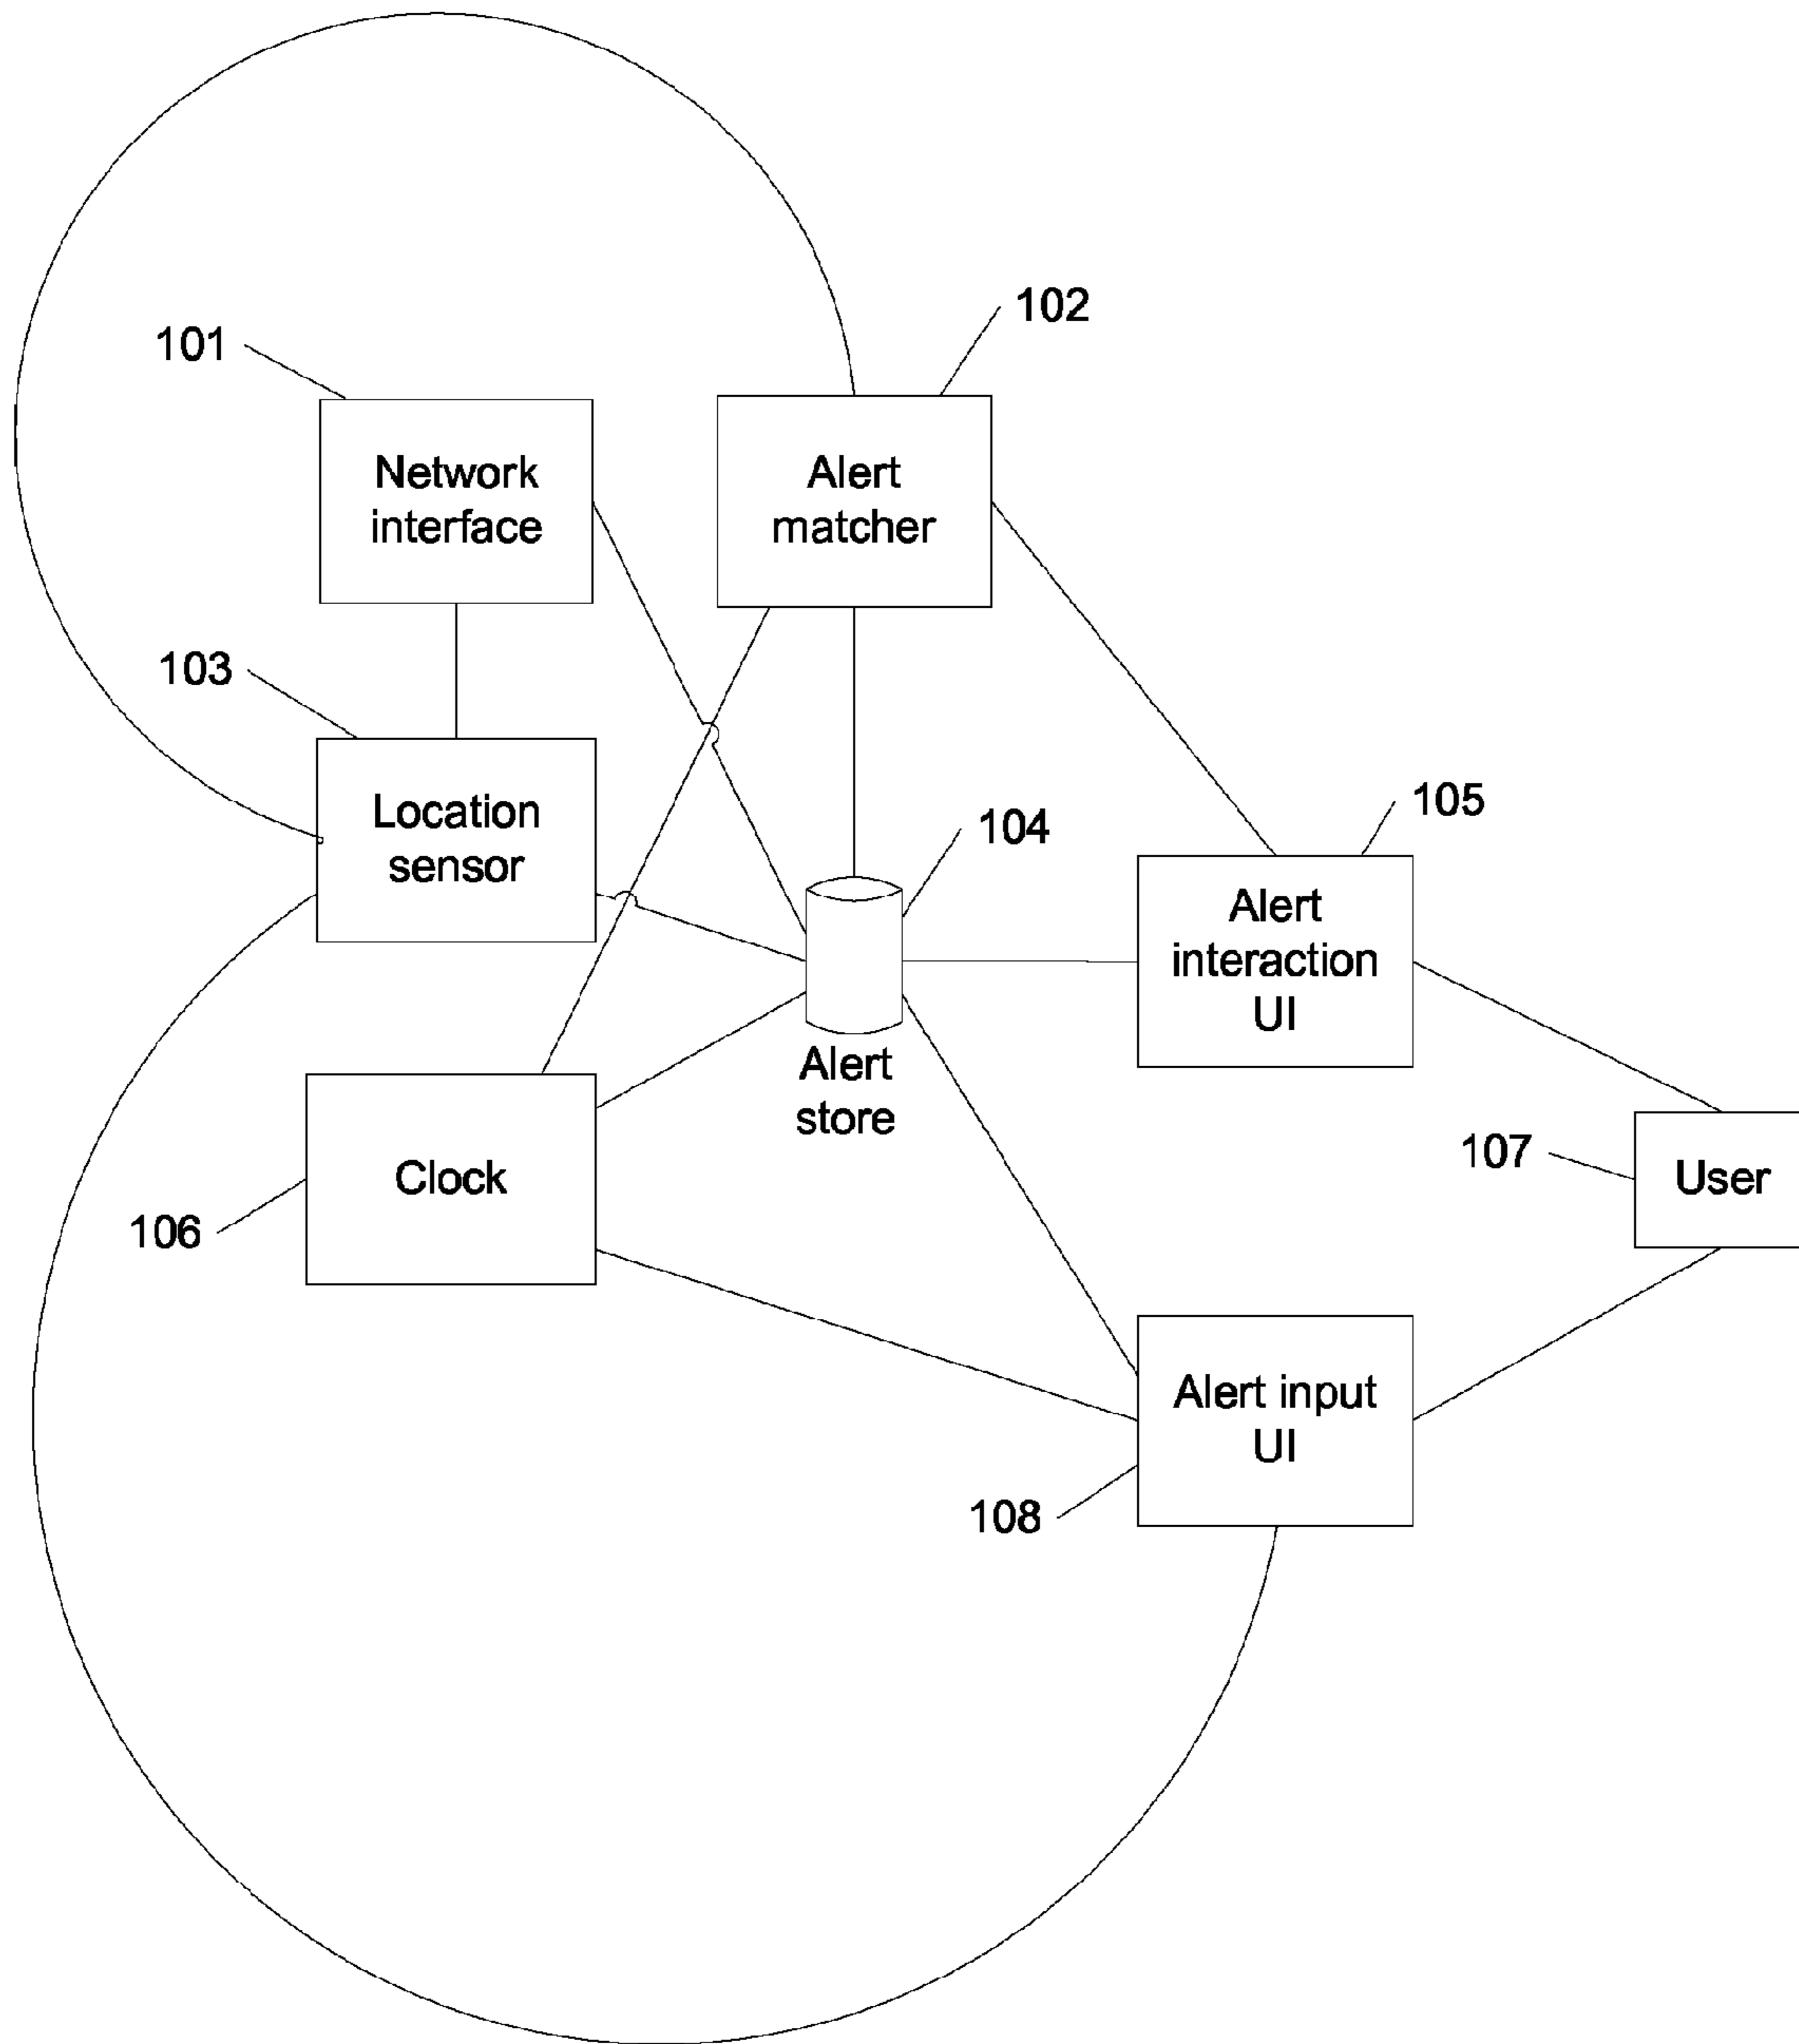 102
101
Network
interface
Alert
matcher
103
Location
sensor
104
105
Alert
interaction
UI
Alert
store
Clock
106
107
User
Alert input
UI
108